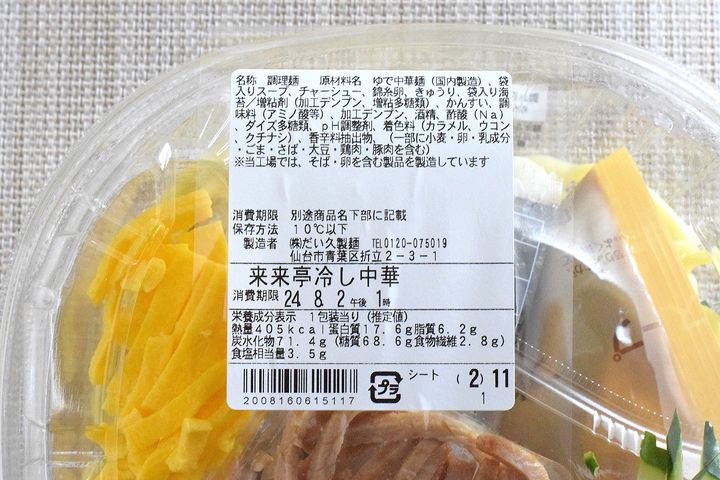 名称 調理麺 原材料名 ゆで中華麺（国内製造）、袋
入りスープ、チャーシュー、錦糸卵、きゅうり、袋入り海
苔／増粘剤（加工デンプン、増粘多糖類）、かんすい、調
味料（アミノ酸等）、加工デンプン、酒精、酢酸（Ｎａ）、
ダイズ多糖類、ｐＨ調整剤、着色料（カラメル、ウコン
、クチナシ）、香辛料抽出物、（一部に小麦・卵・乳成分
・ごま・さば・大豆・鶏肉・豚肉を含む）
※当工場では、そば・卵を含む製品を製造しています
消費期限 別途商品名下部に記載
保存方法 １０℃以下
製造者 ㈱だい久製麺 TEL0120-075019
仙台市青葉区折立２－３－１
来来亭冷し中華
消費期限 24 8 2 午後 1時
栄養成分表示 １包装当り（推定値）
熱量４０５ｋｃａｌ蛋白質１７．６ｇ脂質６．２ｇ
炭水化物７１．４ｇ（糖質６８．６ｇ食物繊維２．８ｇ）
食塩相当量３．５ｇ
2008160615117 プラ シート （2）11
1